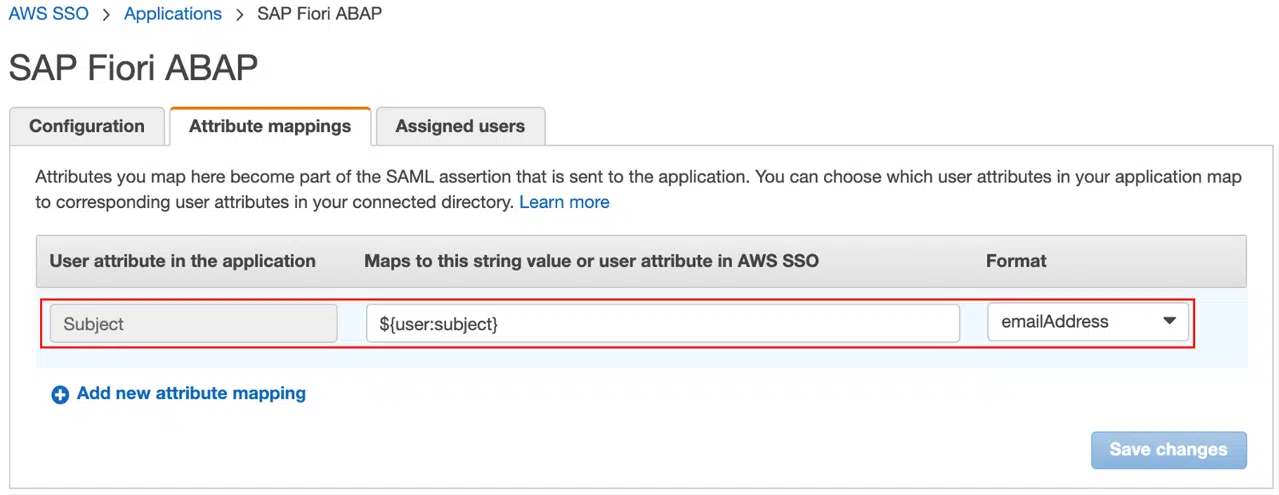 AWS SSO > Applications > SAP Fiori ABAP
SAP Fiori ABAP
Configuration Attribute mappings Assigned users
Attributes you map here become part of the SAML assertion that is sent to the application. You can choose which user attributes in your application map
to corresponding user attributes in your connected directory. Learn more
User attribute in the application Maps to this string value or user attribute in AWS SSO Format
Subject ${user:subject} emailAddress
Add new attribute mapping
Save changes